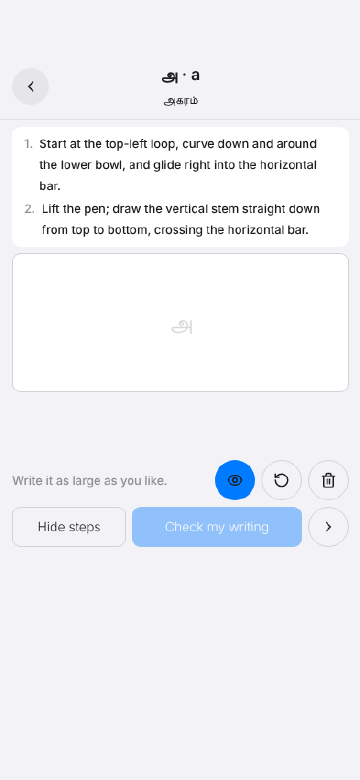 அ · a
அகரம்
1. Start at the top-left loop, curve down and around
the lower bowl, and glide right into the horizontal
bar.
2. Lift the pen; draw the vertical stem straight down
from top to bottom, crossing the horizontal bar.
அ
Write it as large as you like.
Hide steps
Check my writing